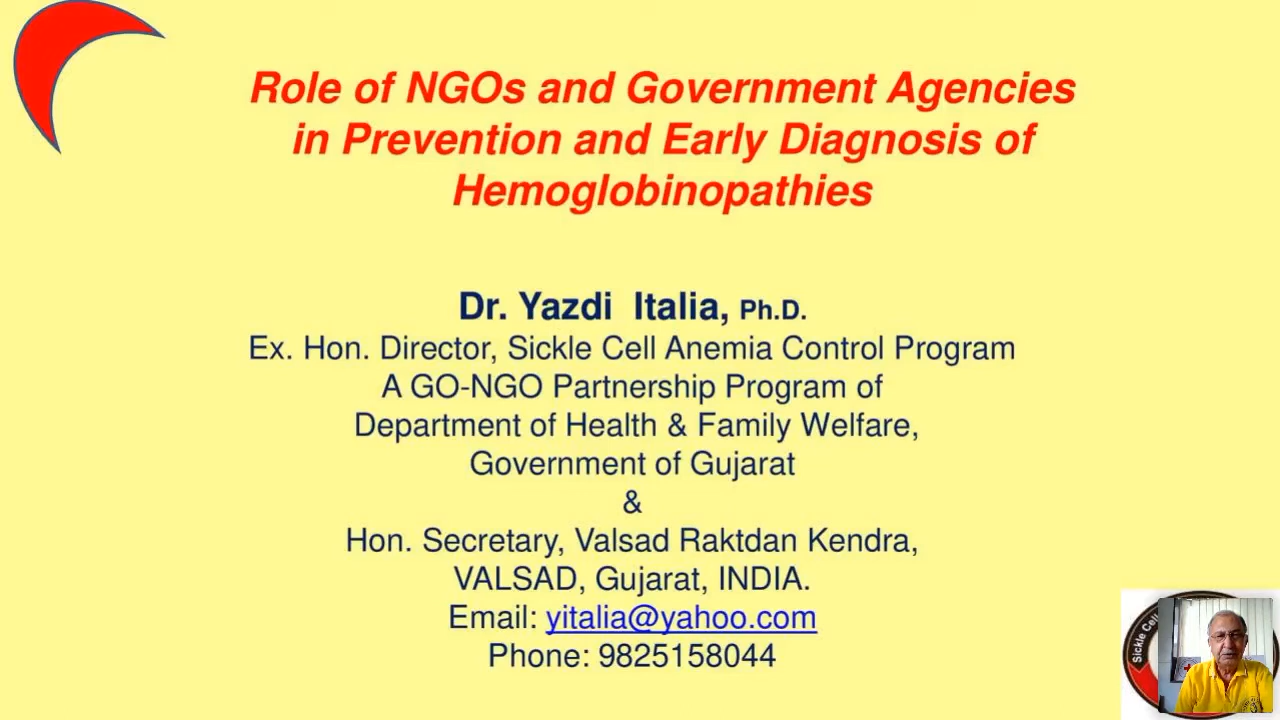 Role of NGOs and Government Agencies
in Prevention and Early Diagnosis of
Hemoglobinopathies
Dr. Yazdi Italia, Ph.D.
Ex. Hon. Director, Sickle Cell Anemia Control Program
A GO-NGO Partnership Program of
Department of Health & Family Welfare,
Government of Gujarat
&
Hon. Secretary, Valsad Raktdan Kendra,
VALSAD, Gujarat, INDIA.
Email: yitalia@yahoo.com
Phone: 9825158044
Sickle Cell